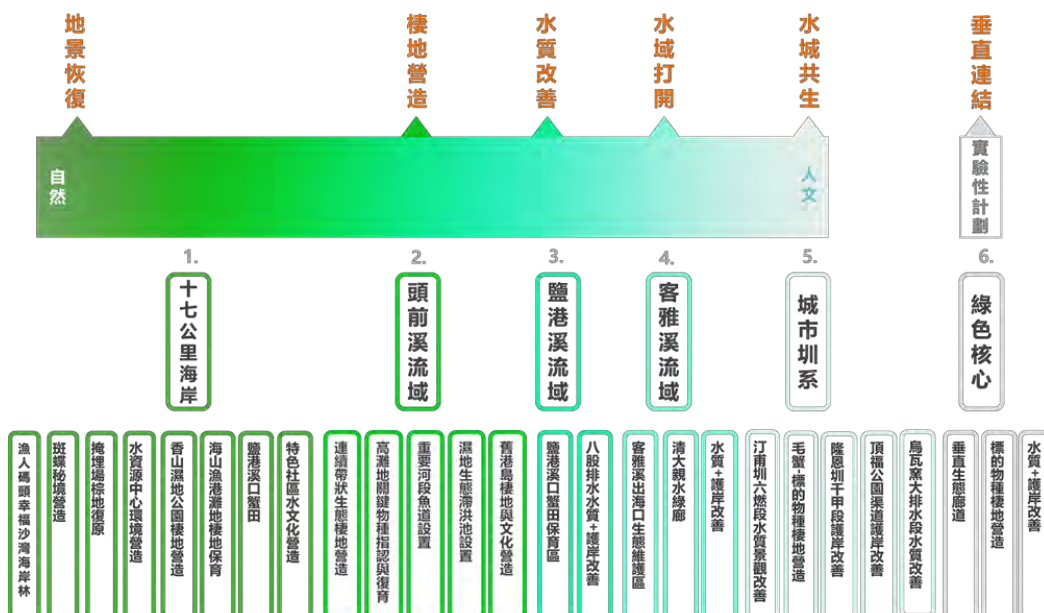 地景恢復
棲地營造
水質改善
水域打開
水城共生
垂直連結
自然
人文
實驗性計劃
1.
2.
3.
4.
5.
6.
十七公里海岸
頭前溪流域
鹽港溪流域
客雅溪流域
城市圳系
綠色核心
漁人碼頭幸福沙灣海岸林
斑蝶秘境營造
掩埋場棕地復原
水資源中心環境營造
香山濕地公園棲地營造
海山漁港灘地棲地保育
鹽港溪口蟹田
特色社區水文化營造
連續帶狀生態棲地營造
高灘地關鍵物種指認與復育
重要河段魚道設置
濕地生態滯洪池設置
舊港島棲地與文化營造
鹽港溪口蟹田保育區
八股排水水質+護岸改善
客雅溪出海口生態維護區
清大親水綠廊
水質+護岸改善
汀甫圳六燃段水質景觀改善
毛蟹-標的物種棲地營造
隆恩圳千甲段護岸改善
頂福公園渠道護岸改善
烏瓦窯大排水段水質改善
垂直生態廊道
標的物種棲地營造
水質+護岸改善